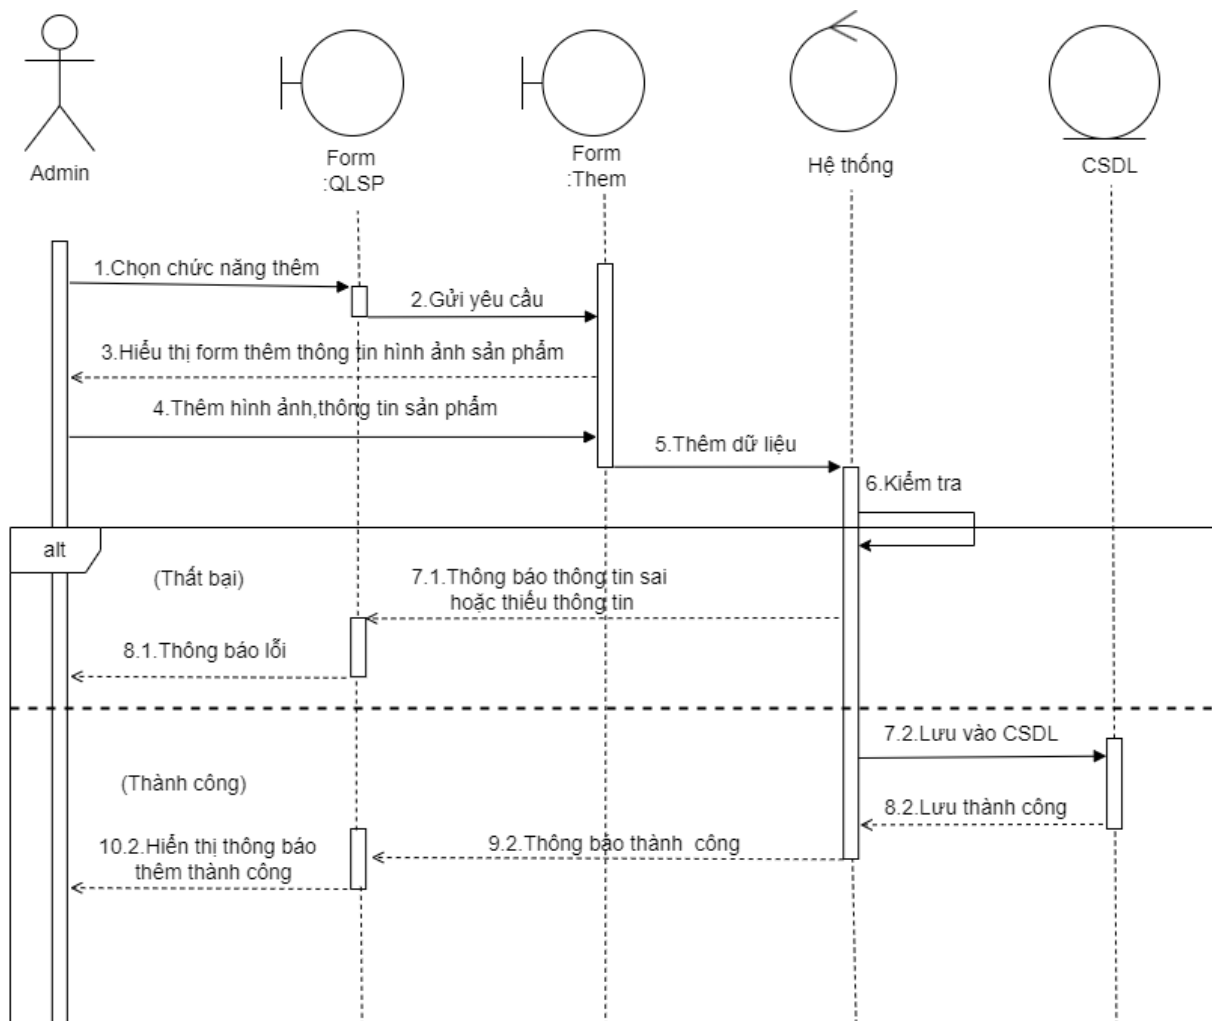 Admin
Form
:QLSP
Form
:Them
Hệ thống
CSDL
1.Chọn chức năng thêm
2.Gửi yêu cầu
3.Hiểu thị form thêm thông tin hình ảnh sản phẩm
4.Thêm hình ảnh,thông tin sản phẩm
5.Thêm dữ liệu
6.Kiểm tra
alt
(Thất bại)
7.1.Thông báo thông tin sai
hoặc thiếu thông tin
8.1.Thông báo lỗi
7.2.Lưu vào CSDL
(Thành công)
8.2.Lưu thành công
9.2.Thông báo thành  công
10.2.Hiển thị thông báo
thêm thành công